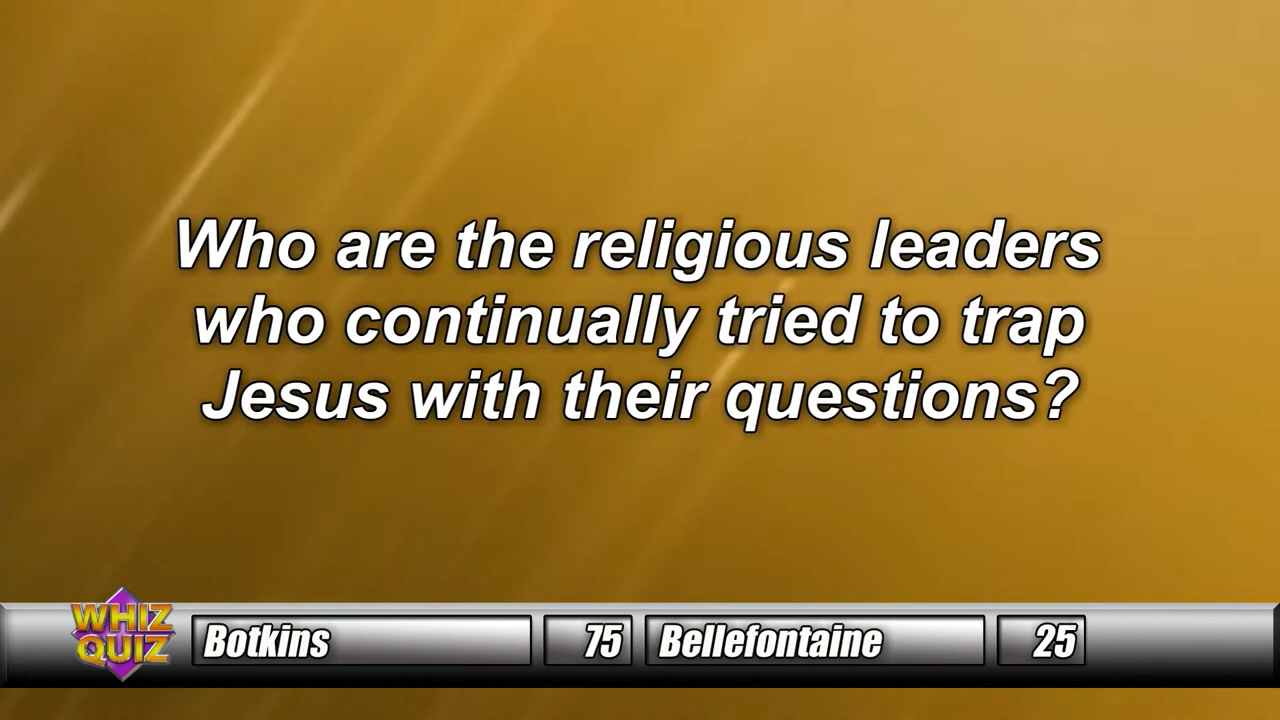 Who are the religious leaders
who continually tried to trap
Jesus with their questions?
WHIZ
QUIZ
Botkins 75 Bellefontaine 25